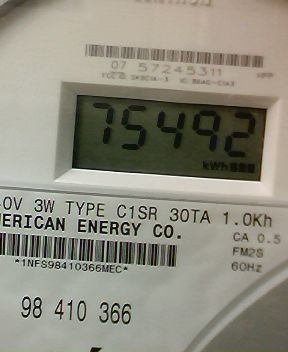 07 57245311
75492
kWh
0V 3W TYPE C1SR 30TA 1.0Kh
MERICAN ENERGY CO.
CA 0.5
FM2S
60Hz
*1NFS98410366MEC*
98 410 366